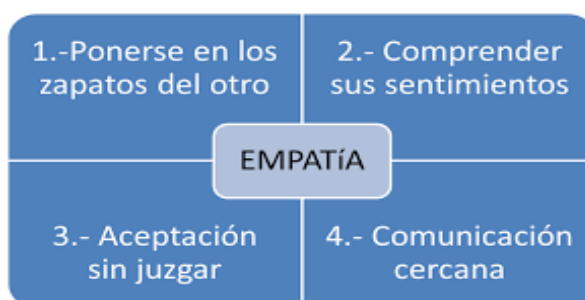 1.-Ponerse en los
zapatos del otro
2.- Comprender
sus sentimientos
EMPATíA
3.- Aceptación
sin juzgar
4.- Comunicación
cercana